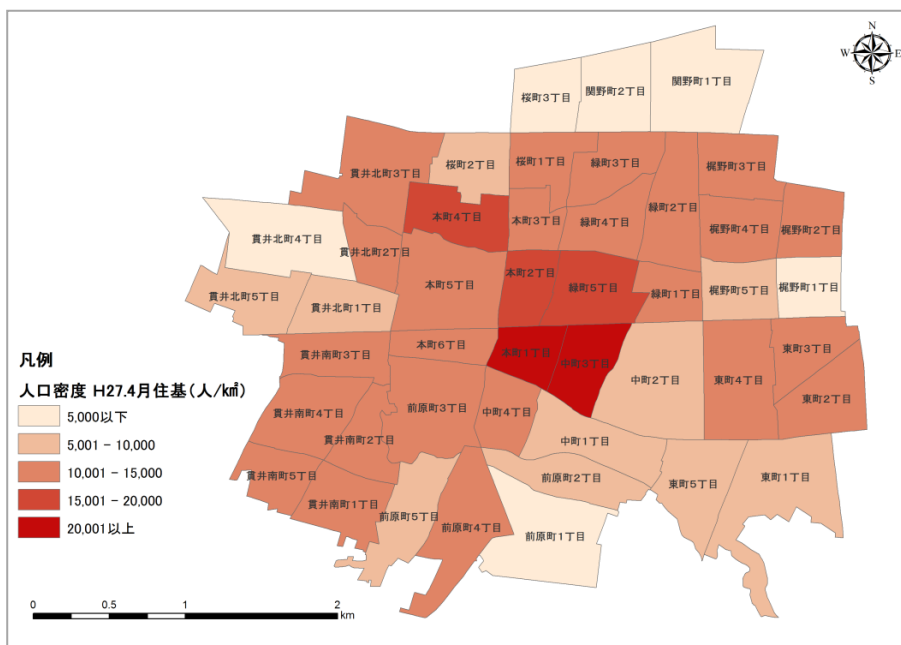 N
W E
S
関野町1丁目
関野町2丁目
桜町3丁目
桜町2丁目
桜町1丁目
緑町3丁目
梶野町3丁目
貫井北町3丁目
本町4丁目
本町3丁目
緑町4丁目
緑町2丁目
梶野町4丁目
梶野町2丁目
貫井北町4丁目
貫井北町2丁目
本町5丁目
本町2丁目
緑町5丁目
緑町1丁目
梶野町5丁目
梶野町1丁目
貫井北町5丁目
貫井北町1丁目
本町6丁目
本町1丁目
中町3丁目
中町2丁目
東町4丁目
東町3丁目
東町2丁目
貫井南町3丁目
前原町3丁目
中町4丁目
貫井南町4丁目
貫井南町2丁目
中町1丁目
前原町2丁目
東町5丁目
東町1丁目
貫井南町5丁目
貫井南町1丁目
前原町5丁目
前原町4丁目
前原町1丁目
凡例
人口密度 H27.4月住基(人/k㎡)
5,000以下
5,001 - 10,000
10,001 - 15,000
15,001 - 20,000
20,001以上
0 0.5 1 2
km